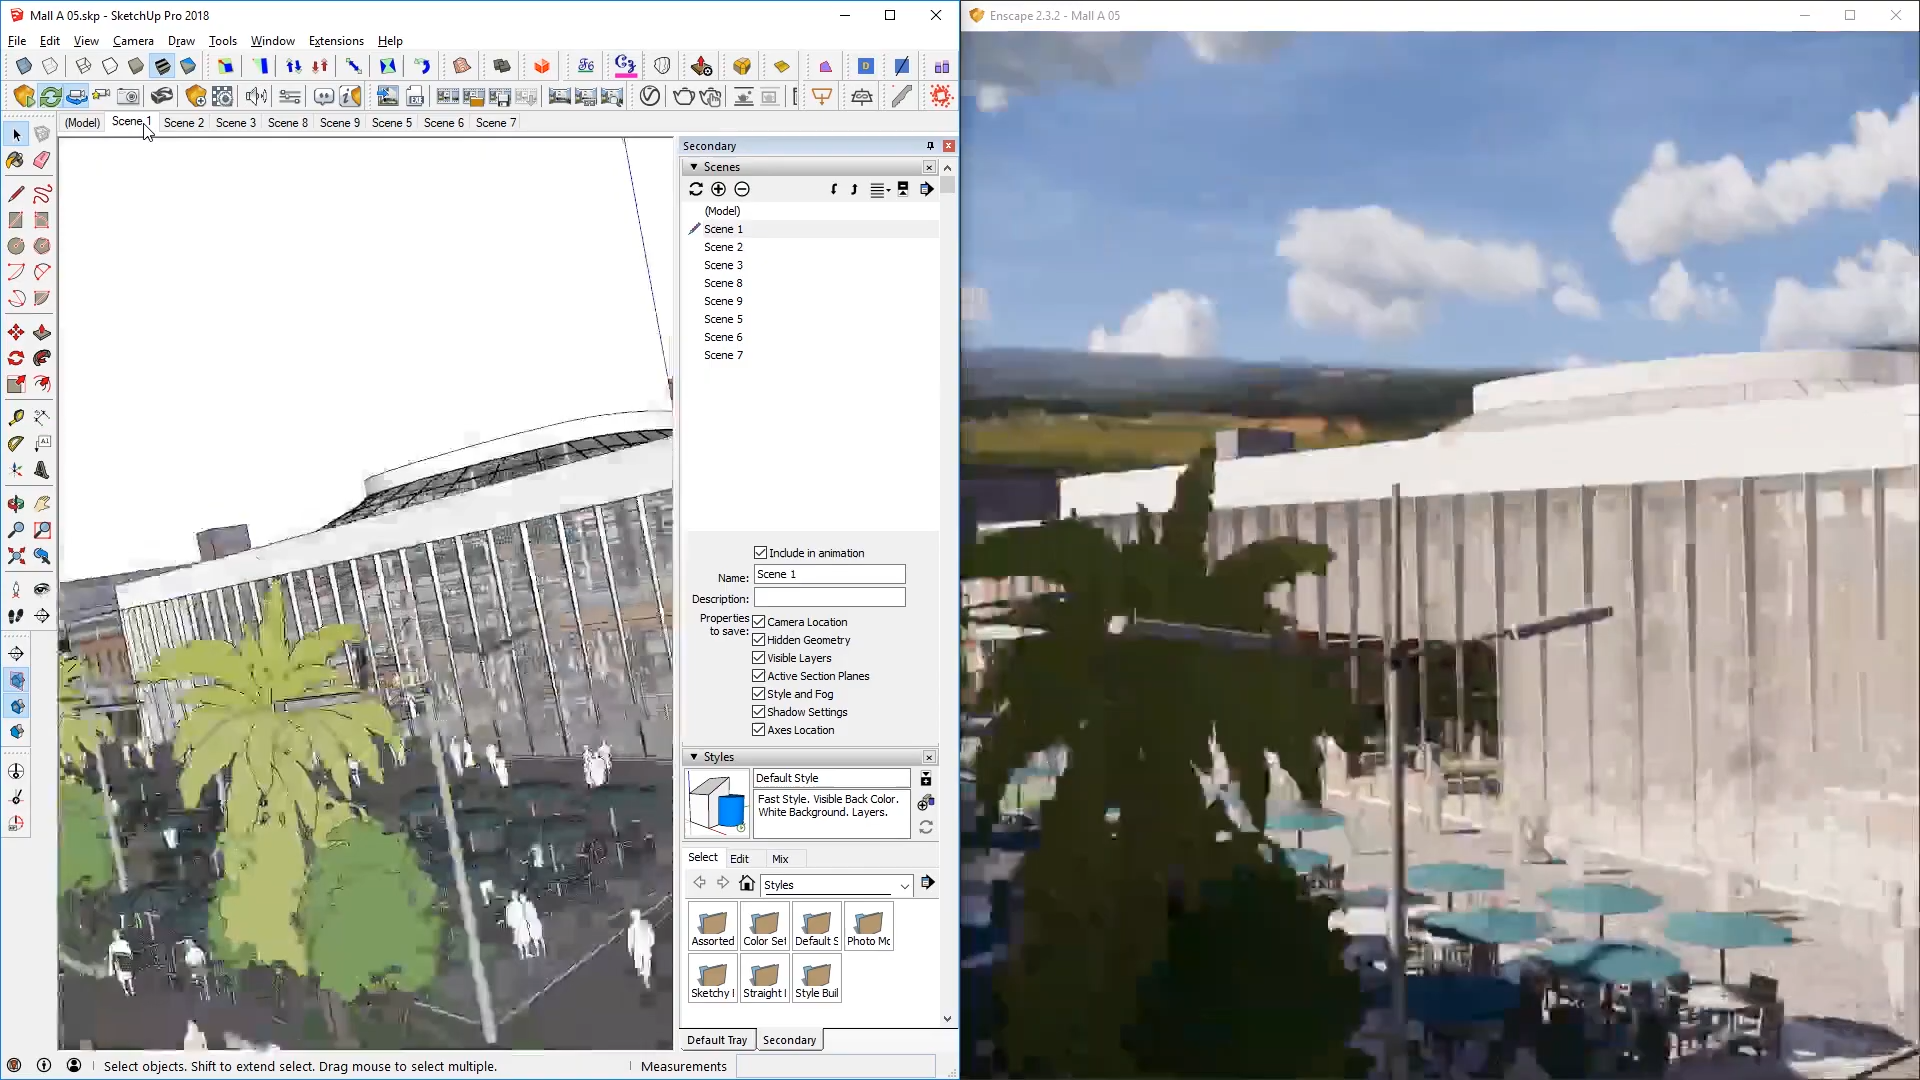 Mall A 05.skp - SketchUp Pro 2018
File Edit View Camera Draw Tools Window Extensions Help
(Model) Scene 1 Scene 2 Scene 3 Scene 8 Scene 9 Scene 5 Scene 6 Scene 7
Secondary
Scenes
(Model)
Scene 1
Scene 2
Scene 3
Scene 8
Scene 9
Scene 5
Scene 6
Scene 7
Include in animation
Name: Scene 1
Description:
Properties to save:
Camera Location
Hidden Geometry
Visible Layers
Active Section Planes
Style and Fog
Shadow Settings
Axes Location
Styles
Default Style
Fast Style. Visible Back Color.
White Background. Layers.
Select Edit Mix
Styles
Assorted Color Set Default S Photo Mc
Sketchy Straight Style Buil
Default Tray Secondary
Select objects. Shift to extend select. Drag mouse to select multiple. Measurements
Enscape 2.3.2 - Mall A 05